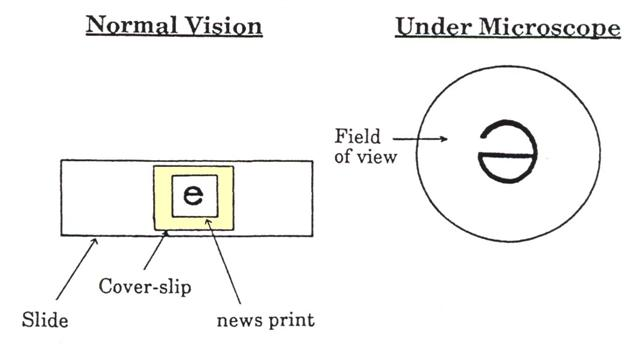 Normal Vision
Under Microscope
Field
of view
ə
e
Cover-slip
Slide
news print